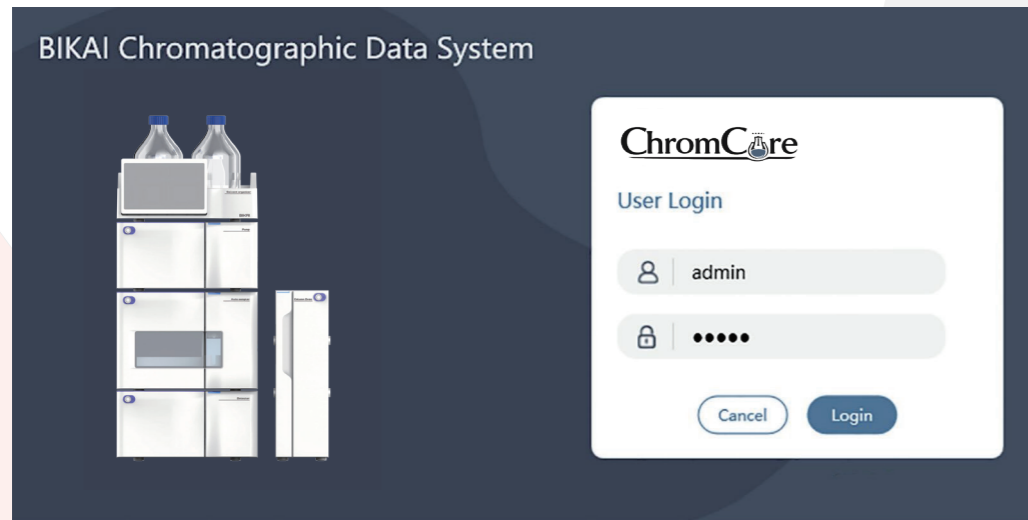 BIKAI Chromatographic Data System
ChromCore
User Login
admin
•••••
Cancel
Login